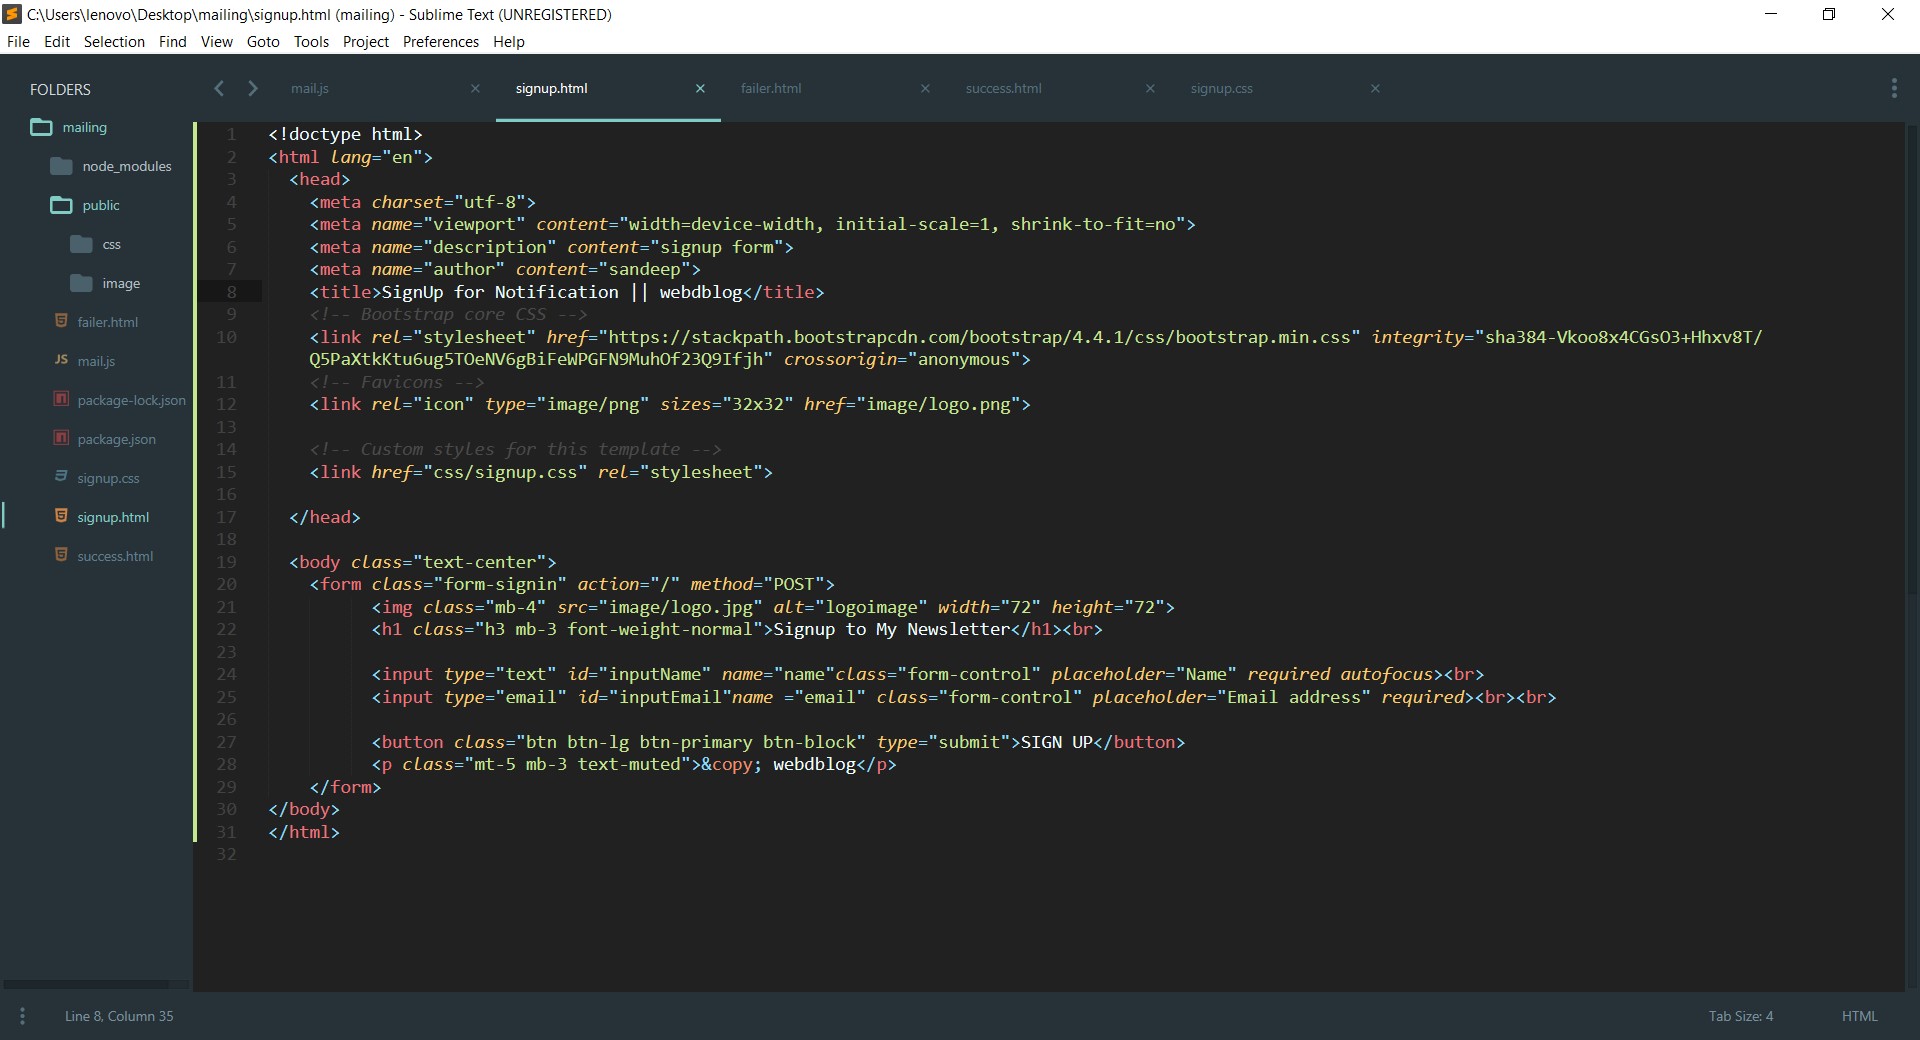 C:\Users\lenovo\Desktop\mailing\signup.html (mailing) - Sublime Text (UNREGISTERED)
File Edit Selection Find View Goto Tools Project Preferences Help
FOLDERS
mailing
node_modules
public
css
image
failer.html
JS mail.js
package-lock.json
package.json
signup.css
signup.html
success.html
mail.js signup.html failer.html success.html signup.css
1 <!doctype html>
2 <html lang="en">
3 <head>
4 <meta charset="utf-8">
5 <meta name="viewport" content="width=device-width, initial-scale=1, shrink-to-fit=no">
6 <meta name="description" content="signup form">
7 <meta name="author" content="sandeep">
8 <title>SignUp for Notification || webdblog</title>
9 <!-- Bootstrap core CSS -->
10 <link rel="stylesheet" href="https://stackpath.bootstrapcdn.com/bootstrap/4.4.1/css/bootstrap.min.css" integrity="sha384-Vkoo8x4CGsO3+Hhxv8T/
Q5PaXtkKtu6ug5TOeNV6gBiFeWPGFN9MuhOf23Q9Ifjh" crossorigin="anonymous">
11 <!-- Favicons -->
12 <link rel="icon" type="image/png" sizes="32x32" href="image/logo.png">
13
14 <!-- Custom styles for this template -->
15 <link href="css/signup.css" rel="stylesheet">
16
17 </head>
18
19 <body class="text-center">
20 <form class="form-signin" action="/" method="POST">
21 <img class="mb-4" src="image/logo.jpg" alt="logoimage" width="72" height="72">
22 <h1 class="h3 mb-3 font-weight-normal">Signup to My Newsletter</h1><br>
23
24 <input type="text" id="inputName" name="name"class="form-control" placeholder="Name" required autofocus><br>
25 <input type="email" id="inputEmail"name ="email" class="form-control" placeholder="Email address" required><br><br>
26
27 <button class="btn btn-lg btn-primary btn-block" type="submit">SIGN UP</button>
28 <p class="mt-5 mb-3 text-muted">&copy; webdblog</p>
29 </form>
30 </body>
31 </html>
32
Line 8, Column 35 Tab Size: 4 HTML